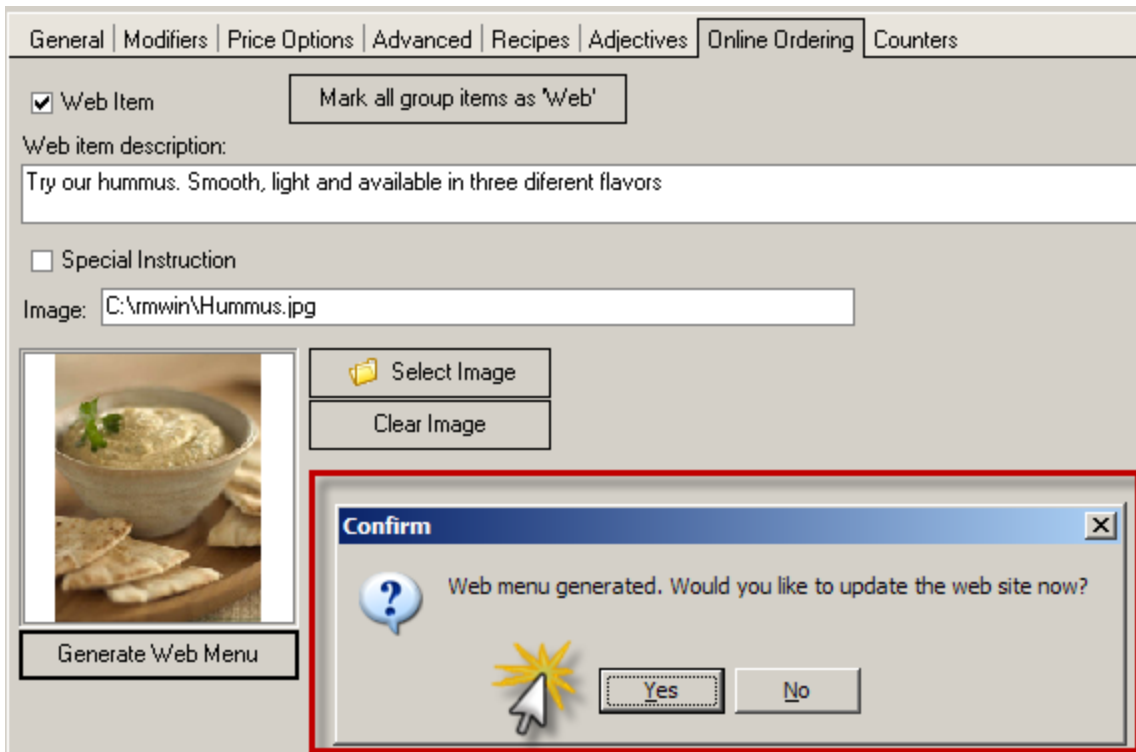 General | Modifiers | Price Options | Advanced | Recipes | Adjectives | Online Ordering | Counters
Web Item
Mark all group items as 'Web'
Web item description:
Try our hummus. Smooth, light and available in three diferent flavors
Special Instruction
Image: C:\rmwin\Hummus.jpg
Select Image
Clear Image
Generate Web Menu
Confirm
Web menu generated. Would you like to update the web site now?
Yes No